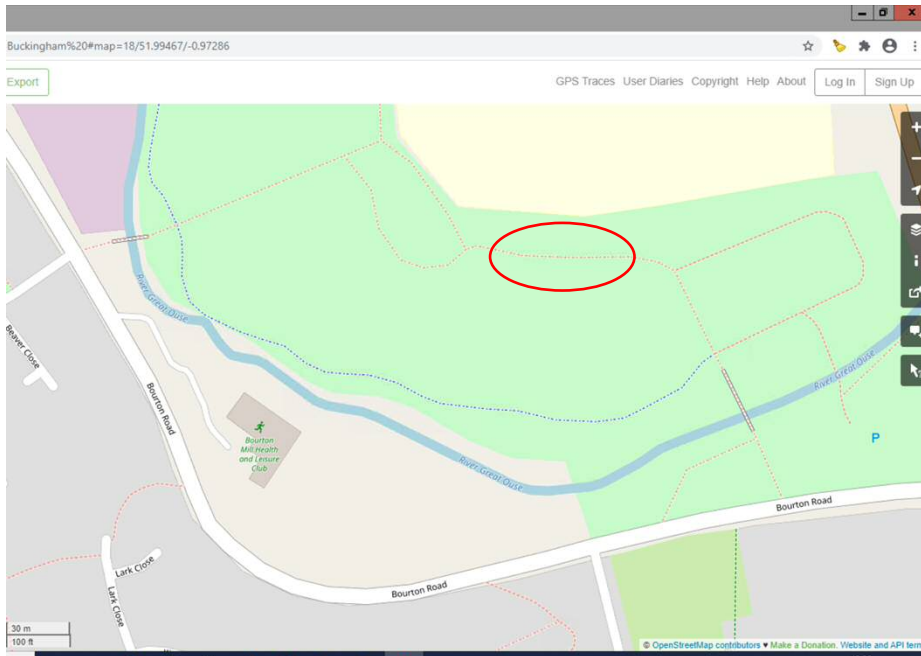 Buckingham%20#map=18/51.99467/-0.97286
Export
GPS Traces User Diaries Copyright Help About Log In Sign Up
River Great Ouse
Beaver Close
Bourton Road
Bourton
Mill Health
and Leisure
Club
River Great Ouse
River Great Ouse
P
Bourton Road
Lark Close
Lark Close
Bourton Road
30 m
100 ft
© OpenStreetMap contributors ♥ Make a Donation. Website and API term